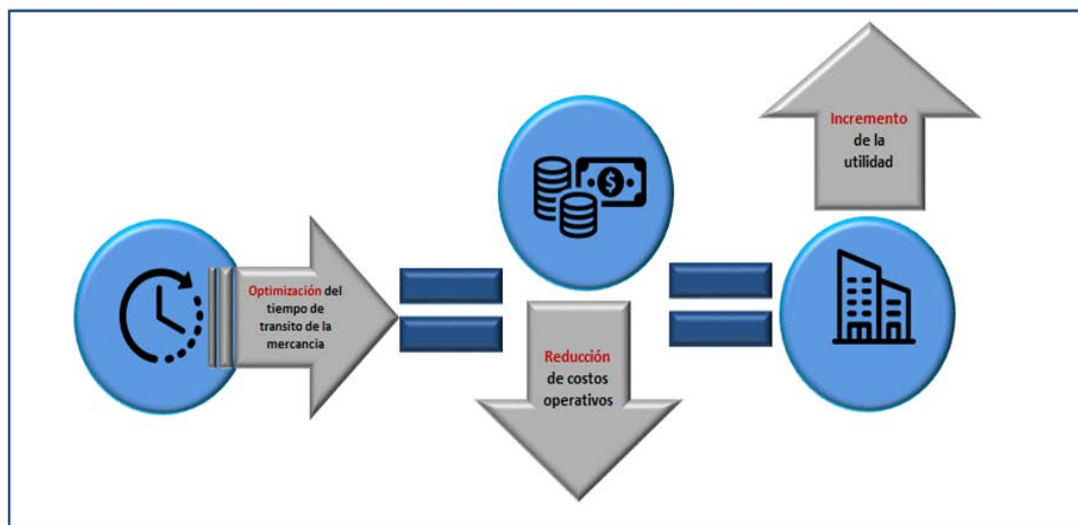 Optimización del
tiempo de
transito de la
mercancia
Reducción
de costos
operativos
Incremento
de la
utilidad